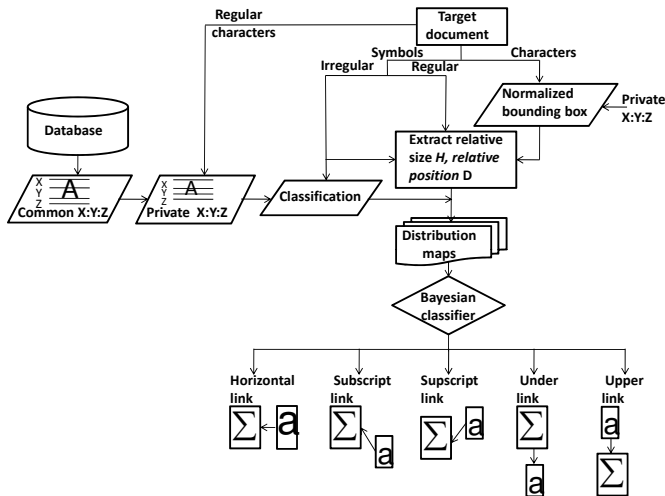 Regular
characters
Target
document
Symbols
Characters
Irregular
Regular
Normalized
bounding box
Private
X:Y:Z
Database
Extract relative
size H, relative
position D
X
Y
Z
A
Common X:Y:Z
X
Y
Z
A
Private X:Y:Z
Classification
Distribution
maps
Bayesian
classifier
Horizontal
link
Subscript
link
Supscript
link
Under
link
Upper
link
∑ a
∑ a
∑ a
∑ a
a ∑